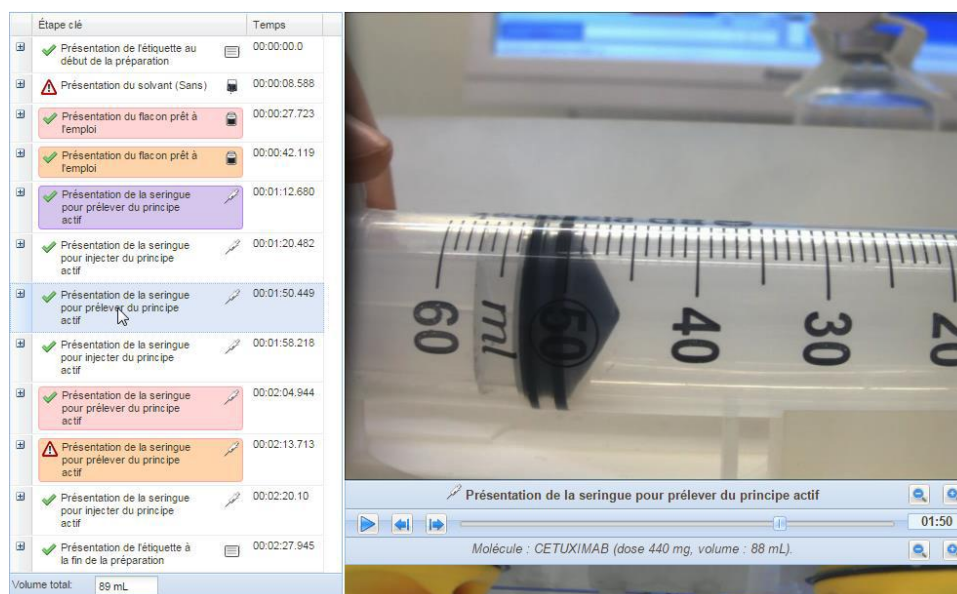 Étape clé
Temps
Présentation de l'étiquette au
début de la préparation
00:00:00.0
Présentation du solvant (Sans)
00:00:08.588
Présentation du flacon prêt à
l'emploi
00:00:27.723
Présentation du flacon prêt à
l'emploi
00:00:42.119
Présentation de la seringue
pour prélever du principe
actif
00:01:12.680
Présentation de la seringue
pour injecter du principe
actif
00:01:20.482
Présentation de la seringue
pour prélever du principe
actif
00:01:50.449
Présentation de la seringue
pour injecter du principe
actif
00:01:58.218
Présentation de la seringue
pour prélever du principe
actif
00:02:04.944
Présentation de la seringue
pour prélever du principe
actif
00:02:13.713
Présentation de la seringue
pour injecter du principe
actif
00:02:20.10
Présentation de l'étiquette à
la fin de la préparation
00:02:27.945
Volume total:
89 mL
60 ml 50 40 30 20
Présentation de la seringue pour prélever du principe actif
01:50
Molécule : CETUXIMAB (dose 440 mg, volume : 88 mL).